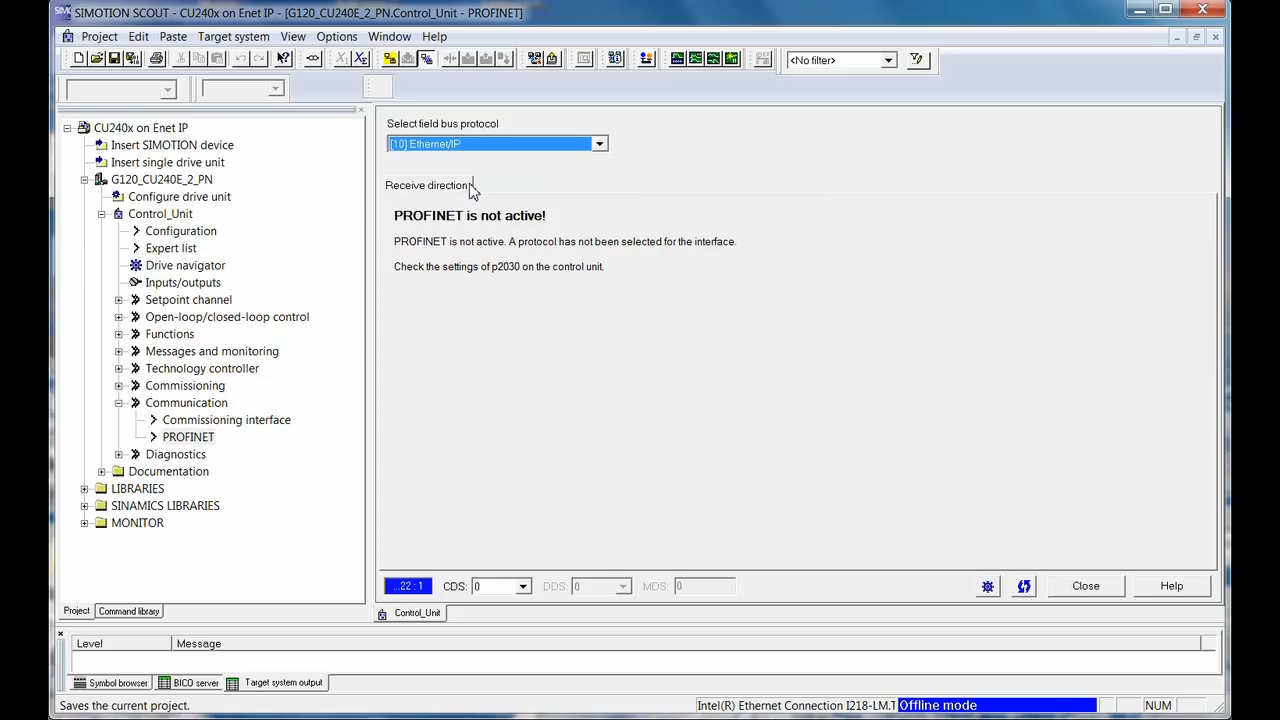 SIMOTION SCOUT - CU240x on Enet IP - [G120_CU240E_2_PN.Control_Unit - PROFINET]
Project Edit Paste Target system View Options Window Help
<No filter>
CU240x on Enet IP
Insert SIMOTION device
Insert single drive unit
G120_CU240E_2_PN
Configure drive unit
Control_Unit
Configuration
Expert list
Drive navigator
Inputs/outputs
Setpoint channel
Open-loop/closed-loop control
Functions
Messages and monitoring
Technology controller
Commissioning
Communication
Commissioning interface
PROFINET
Diagnostics
Documentation
LIBRARIES
SINAMICS LIBRARIES
MONITOR
Project Command library
Select field bus protocol
[10] Ethernet/IP
Receive direction
PROFINET is not active!
PROFINET is not active. A protocol has not been selected for the interface.
Check the settings of p2030 on the control unit.
...22 : 1 CDS: 0 DDS: 0 MDS: 0 Close Help
Control_Unit
Level Message
Symbol browser BICO server Target system output
Saves the current project. Intel(R) Ethernet Connection I218-LM.T Offline mode NUM